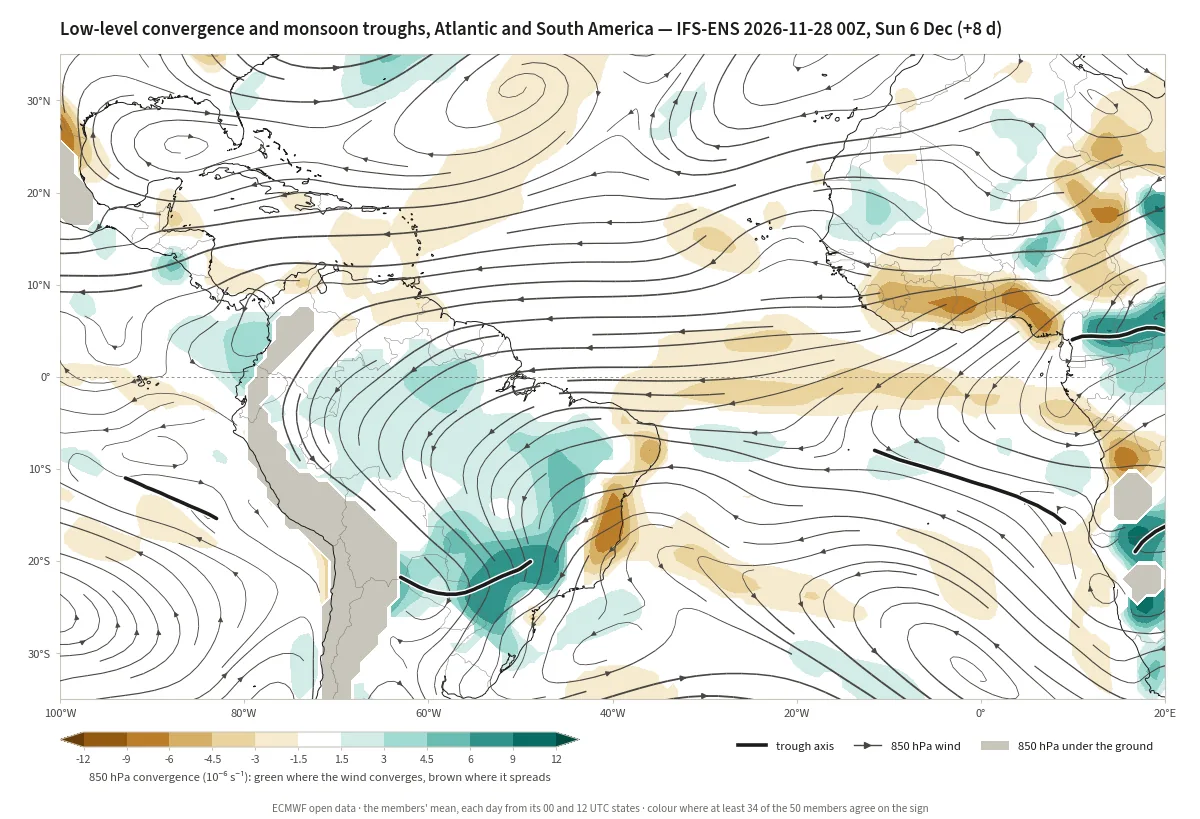 Low-level convergence and monsoon troughs, Atlantic and South America — IFS-ENS 2026-11-28 00Z, Sun 6 Dec (+8 d)
30°N
20°N
10°N
0°
10°S
20°S
30°S
100°W 80°W 60°W 40°W 20°W 0° 20°E
-12 -9 -6 -4.5 -3 -1.5 1.5 3 4.5 6 9 12
850 hPa convergence (10⁻⁶ s⁻¹): green where the wind converges, brown where it spreads
trough axis 850 hPa wind 850 hPa under the ground
ECMWF open data · the members' mean, each day from its 00 and 12 UTC states · colour where at least 34 of the 50 members agree on the sign